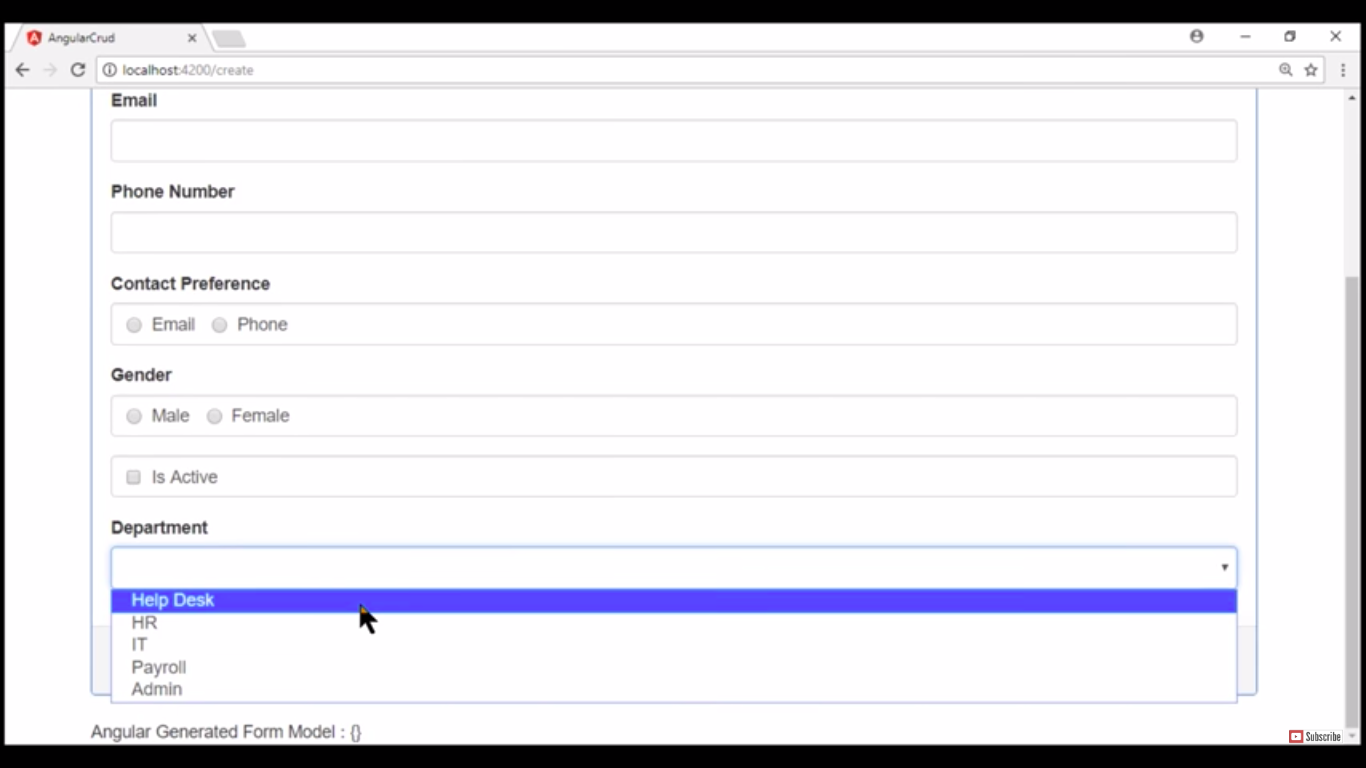 AngularCrud
localhost:4200/create
Email
Phone Number
Contact Preference
Email Phone
Gender
Male Female
Is Active
Department
Help Desk
HR
IT
Payroll
Admin
Angular Generated Form Model : {}
Subscribe